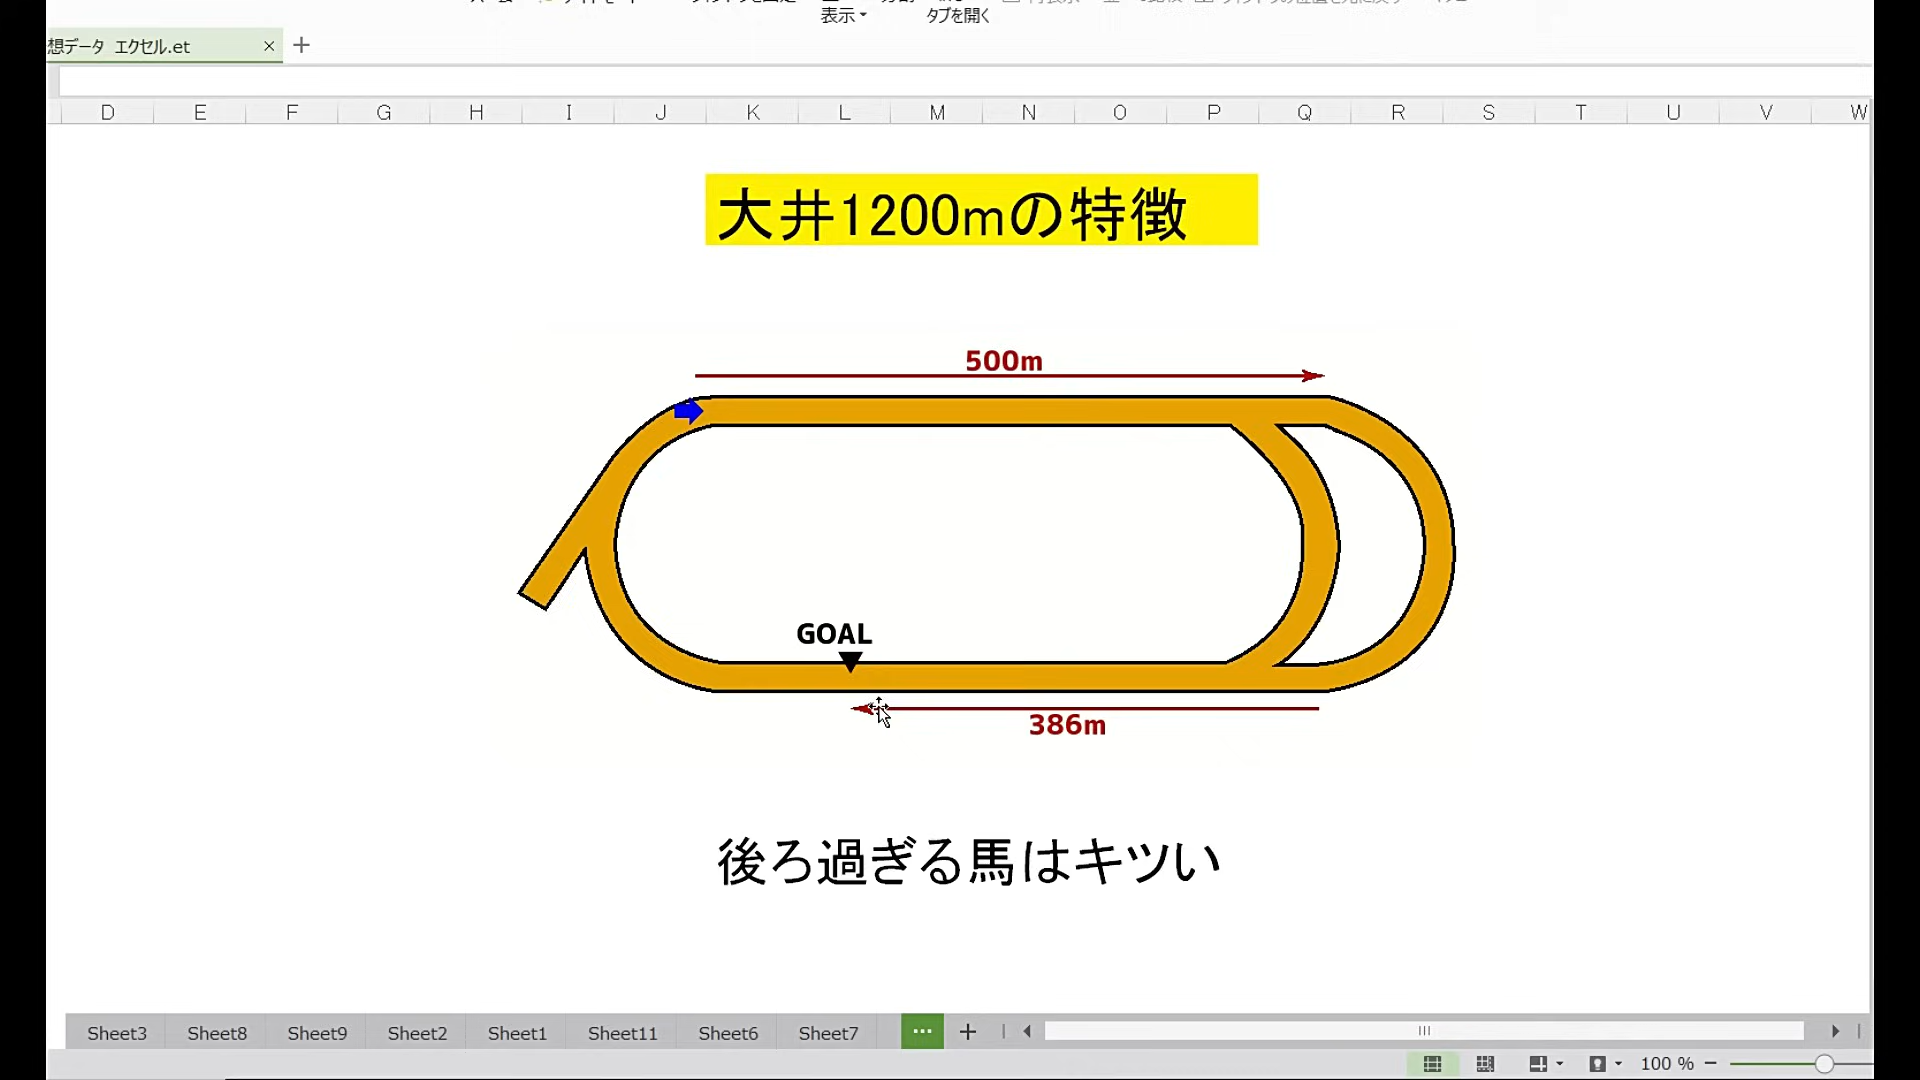 表示
タブを開く
想データ エクセル.et
D E F G H I J K L M N O P Q R S T U V W
大井1200mの特徴
500m
GOAL
386m
後ろ過ぎる馬はキツい
Sheet3 Sheet8 Sheet9 Sheet2 Sheet1 Sheet11 Sheet6 Sheet7 ...
100 %